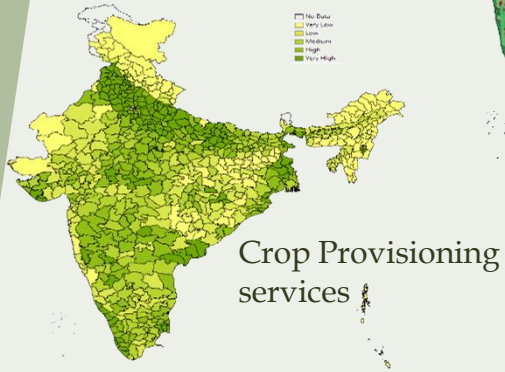 No Data
Very Low
Low
Medium
High
Very High
Crop Provisioning
services